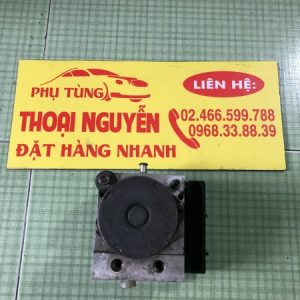 PHỤ TÙNG
LIÊN HỆ:
THOẠI NGUYỄN
02.466.599.788
0968.33.88.39
ĐẶT HÀNG NHANH